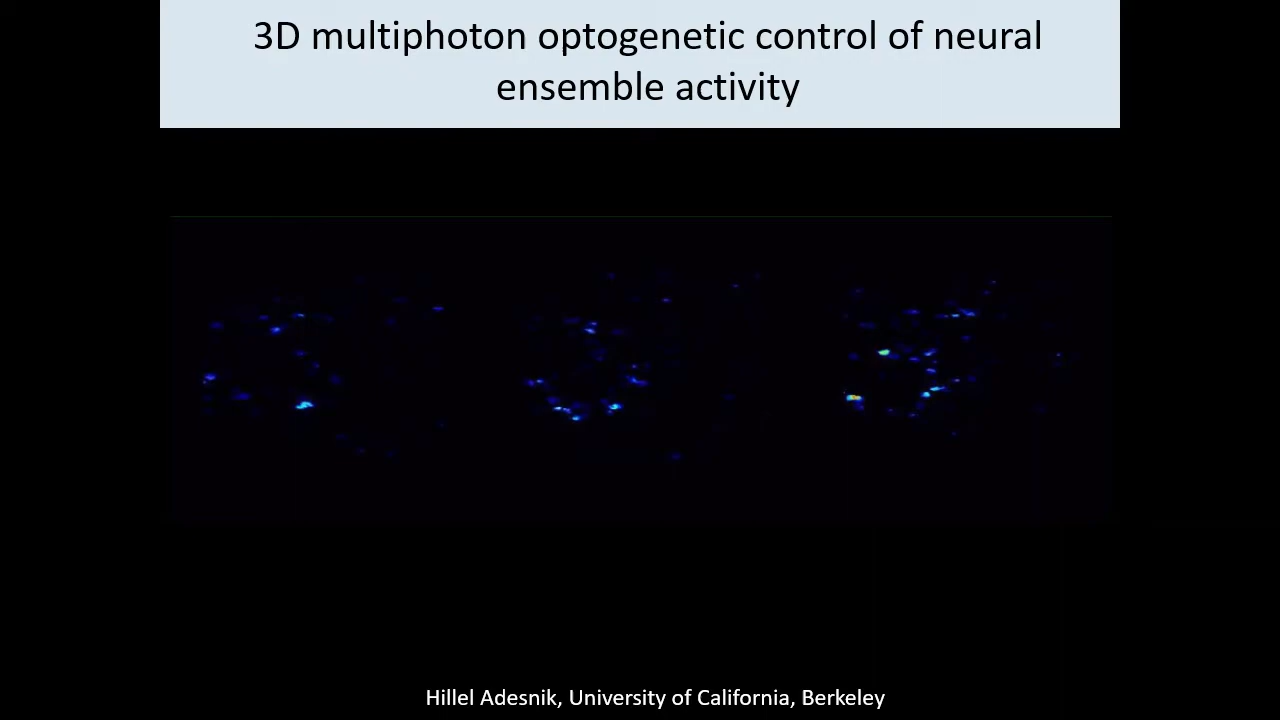 3D multiphoton optogenetic control of neural
ensemble activity
Hillel Adesnik, University of California, Berkeley